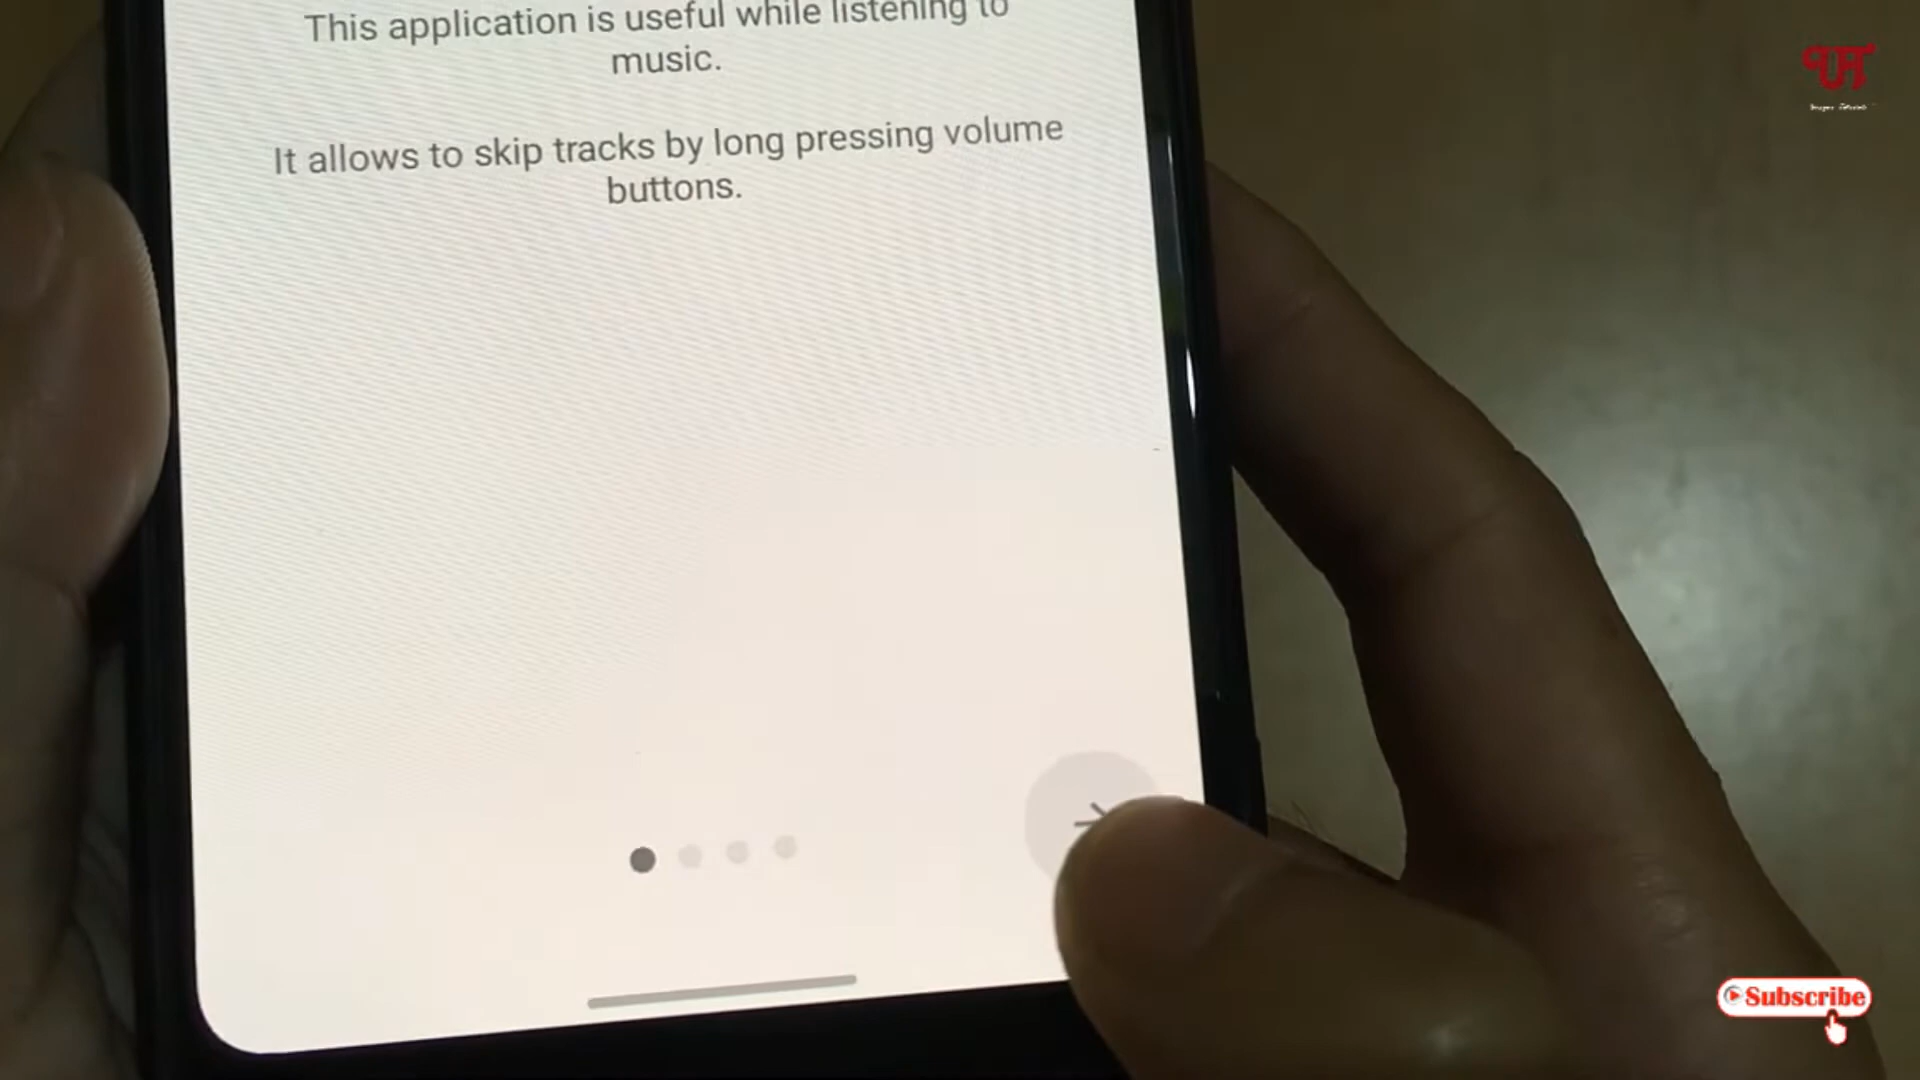 This application is useful while listening to
music.
It allows to skip tracks by long pressing volume
buttons.
Subscribe